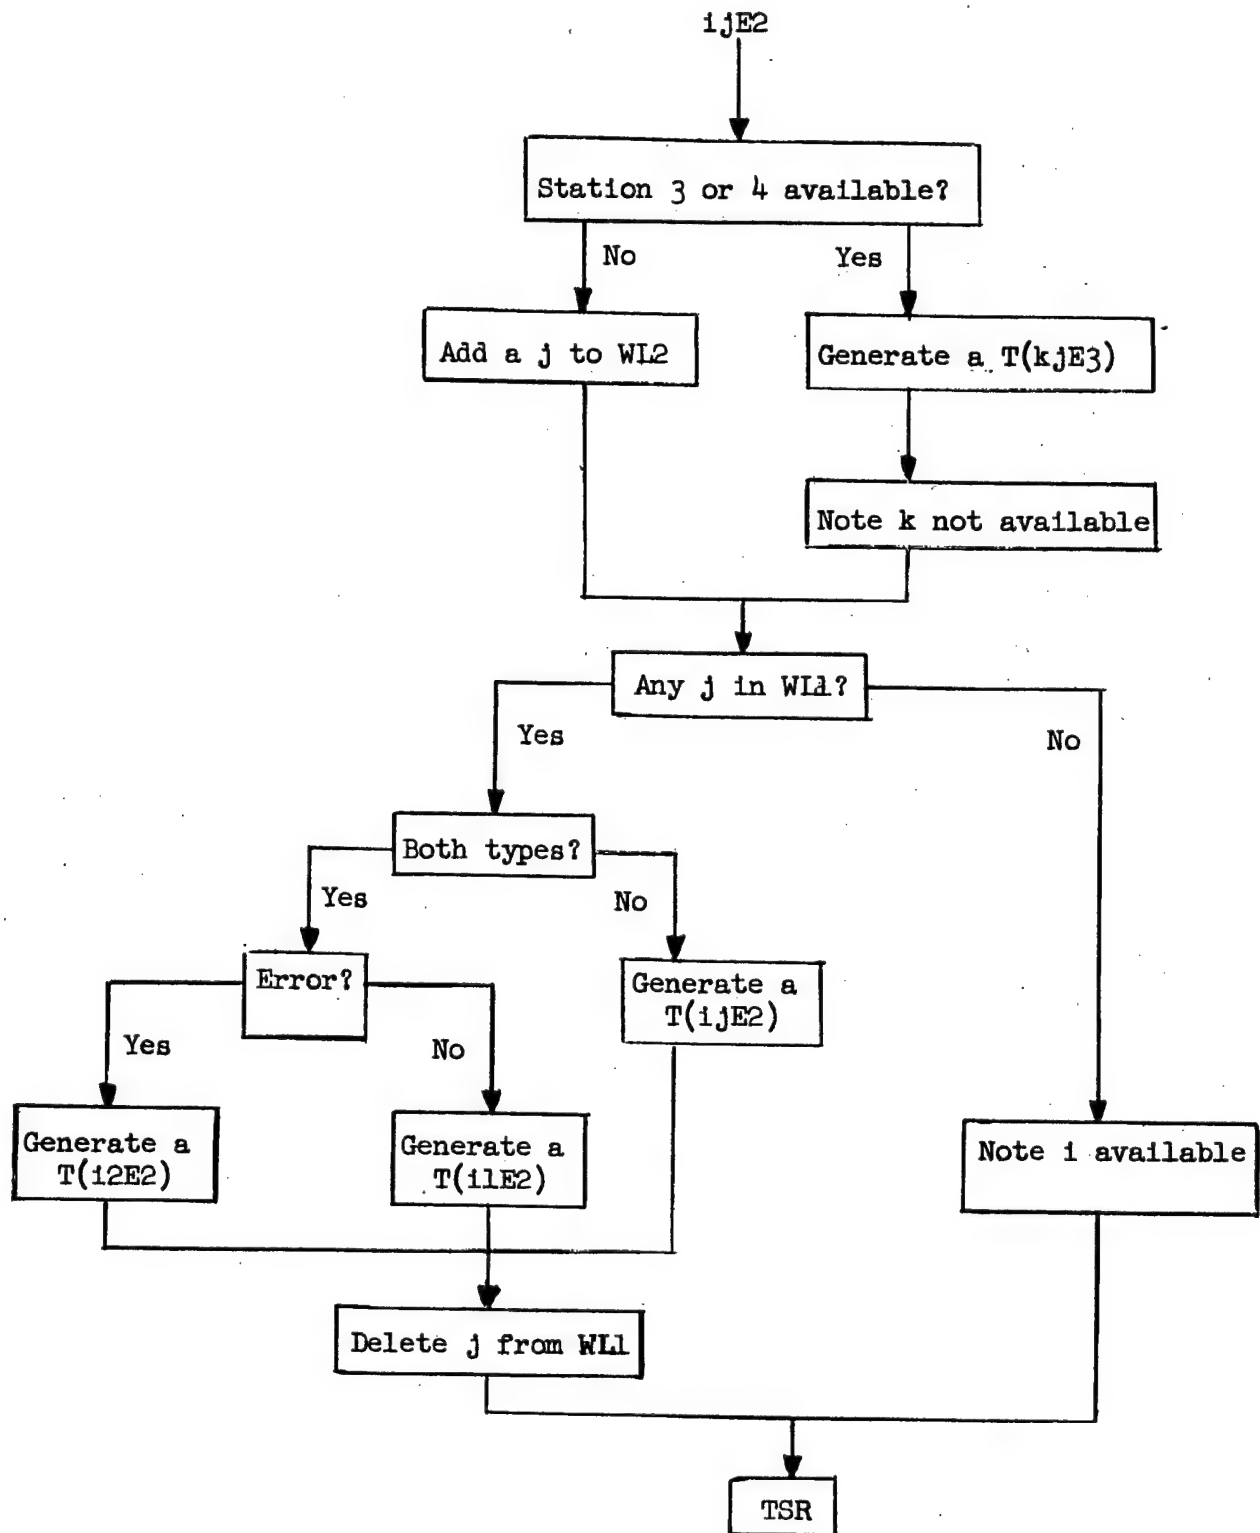 ijE2
Station 3 or 4 available?
No
Yes
Add a j to WL2
Generate a T(kjE3)
Note k not available
Any j in WL1?
Yes
No
Both types?
Yes
No
Error?
Generate a
T(ijE2)
Yes
No
Generate a
T(i2E2)
Generate a
T(i1E2)
Note i available
Delete j from WL1
TSR